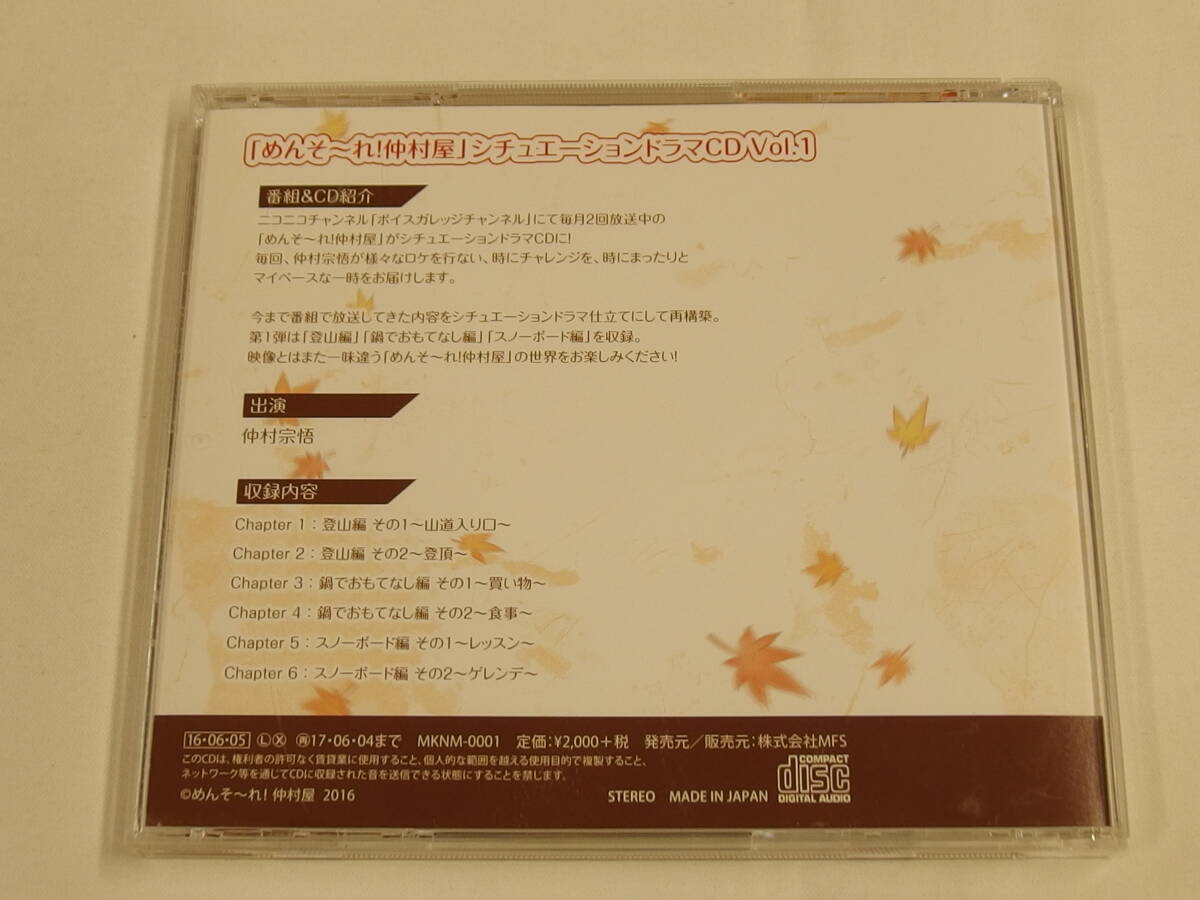 「めんそ〜れ!仲村屋」シチュエーションドラマCD Vol.1
番組&CD紹介
ニコニコチャンネル「ボイスガレッジチャンネル」にて毎月2回放送中の
「めんそ〜れ!仲村屋」がシチュエーションドラマCDに!
毎回、仲村宗悟が様々なロケを行ない、時にチャレンジを、時にまったりと
マイペースな一時をお届けします。
今まで番組で放送してきた内容をシチュエーションドラマ仕立てにして再構築。
第1弾は「登山編」「鍋でおもてなし編」「スノーボード編」を収録。
映像とはまた一味違う「めんそ〜れ!仲村屋」の世界をお楽しみください!
出演
仲村宗悟
収録内容
Chapter 1：登山編 その1〜山道入り口〜
Chapter 2：登山編 その2〜登頂〜
Chapter 3：鍋でおもてなし編 その1〜買い物〜
Chapter 4：鍋でおもてなし編 その2〜食事〜
Chapter 5：スノーボード編 その1〜レッスン〜
Chapter 6：スノーボード編 その2〜ゲレンデ〜
16・06・05 Ⓛ Ⓧ ㊞17・06・04まで MKNM-0001 定価:¥2,000+税 発売元／販売元:株式会社MFS
このCDは、権利者の許可なく賃貸業に使用すること、個人的な範囲を越える使用目的で複製すること、
ネットワーク等を通じてCDに収録された音を送信できる状態にすることを禁じます。
©めんそ〜れ! 仲村屋 2016
STEREO MADE IN JAPAN
COMPACT
disc
DIGITAL AUDIO